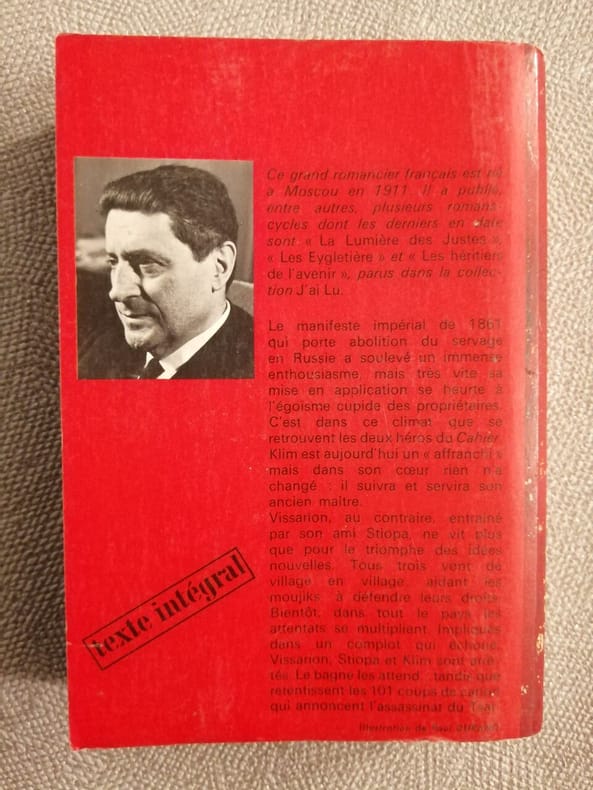 Ce grand romancier français est né
à Moscou en 1911. Il a publié,
entre autres, plusieurs romans-
cycles dont les derniers en date
sont « La Lumière des Justes »,
« Les Eygletière » et « Les héritiers
de l'avenir », parus dans la collec-
tion J'ai Lu.
Le manifeste impérial de 1861
qui porte abolition du servage
en Russie a soulevé un immense
enthousiasme, mais très vite sa
mise en application se heurte à
l'égoïsme cupide des propriétaires.
C'est dans ce climat que se
retrouvent les deux héros du Cahier.
Klim est aujourd'hui un « affranchi »
mais dans son cœur rien n'a
changé : il suivra et servira son
ancien maître.
Vissarion, au contraire, entraîné
par son ami Stiopa, ne vit plus
que pour le triomphe des idées
nouvelles. Tous trois vont de
village en village, aidant les
moujiks à défendre leurs droits.
Bientôt, dans tout le pays les
attentats se multiplient. Impliqués
dans un complot qui échoue,
Vissarion, Stiopa et Klim sont arrê-
tés. Le bagne les attend... tandis que
retentissent les 101 coups de canon
qui annoncent l'assassinat du Tsar.
Illustration de
texte intégral